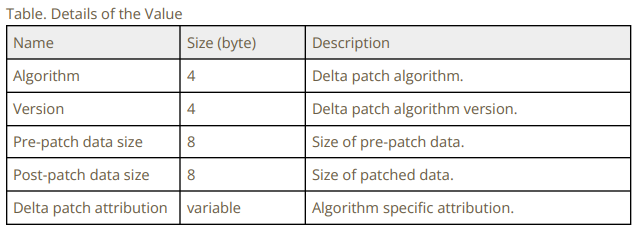 Table. Details of the Value
Name Size (byte) Description
Algorithm 4 Delta patch algorithm.
Version 4 Delta patch algorithm version.
Pre-patch data size 8 Size of pre-patch data.
Post-patch data size 8 Size of patched data.
Delta patch attribution variable Algorithm specific attribution.